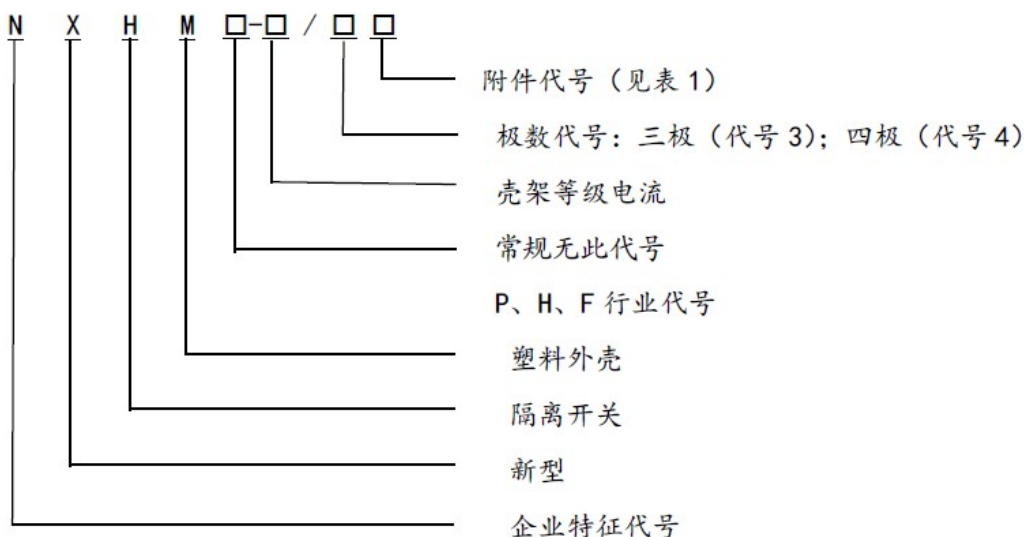 N X H M □-□ / □ □
附件代号（见表 1）
极数代号：三极（代号 3）；四极（代号 4）
壳架等级电流
常规无此代号
P、H、F 行业代号
塑料外壳
隔离开关
新型
企业特征代号